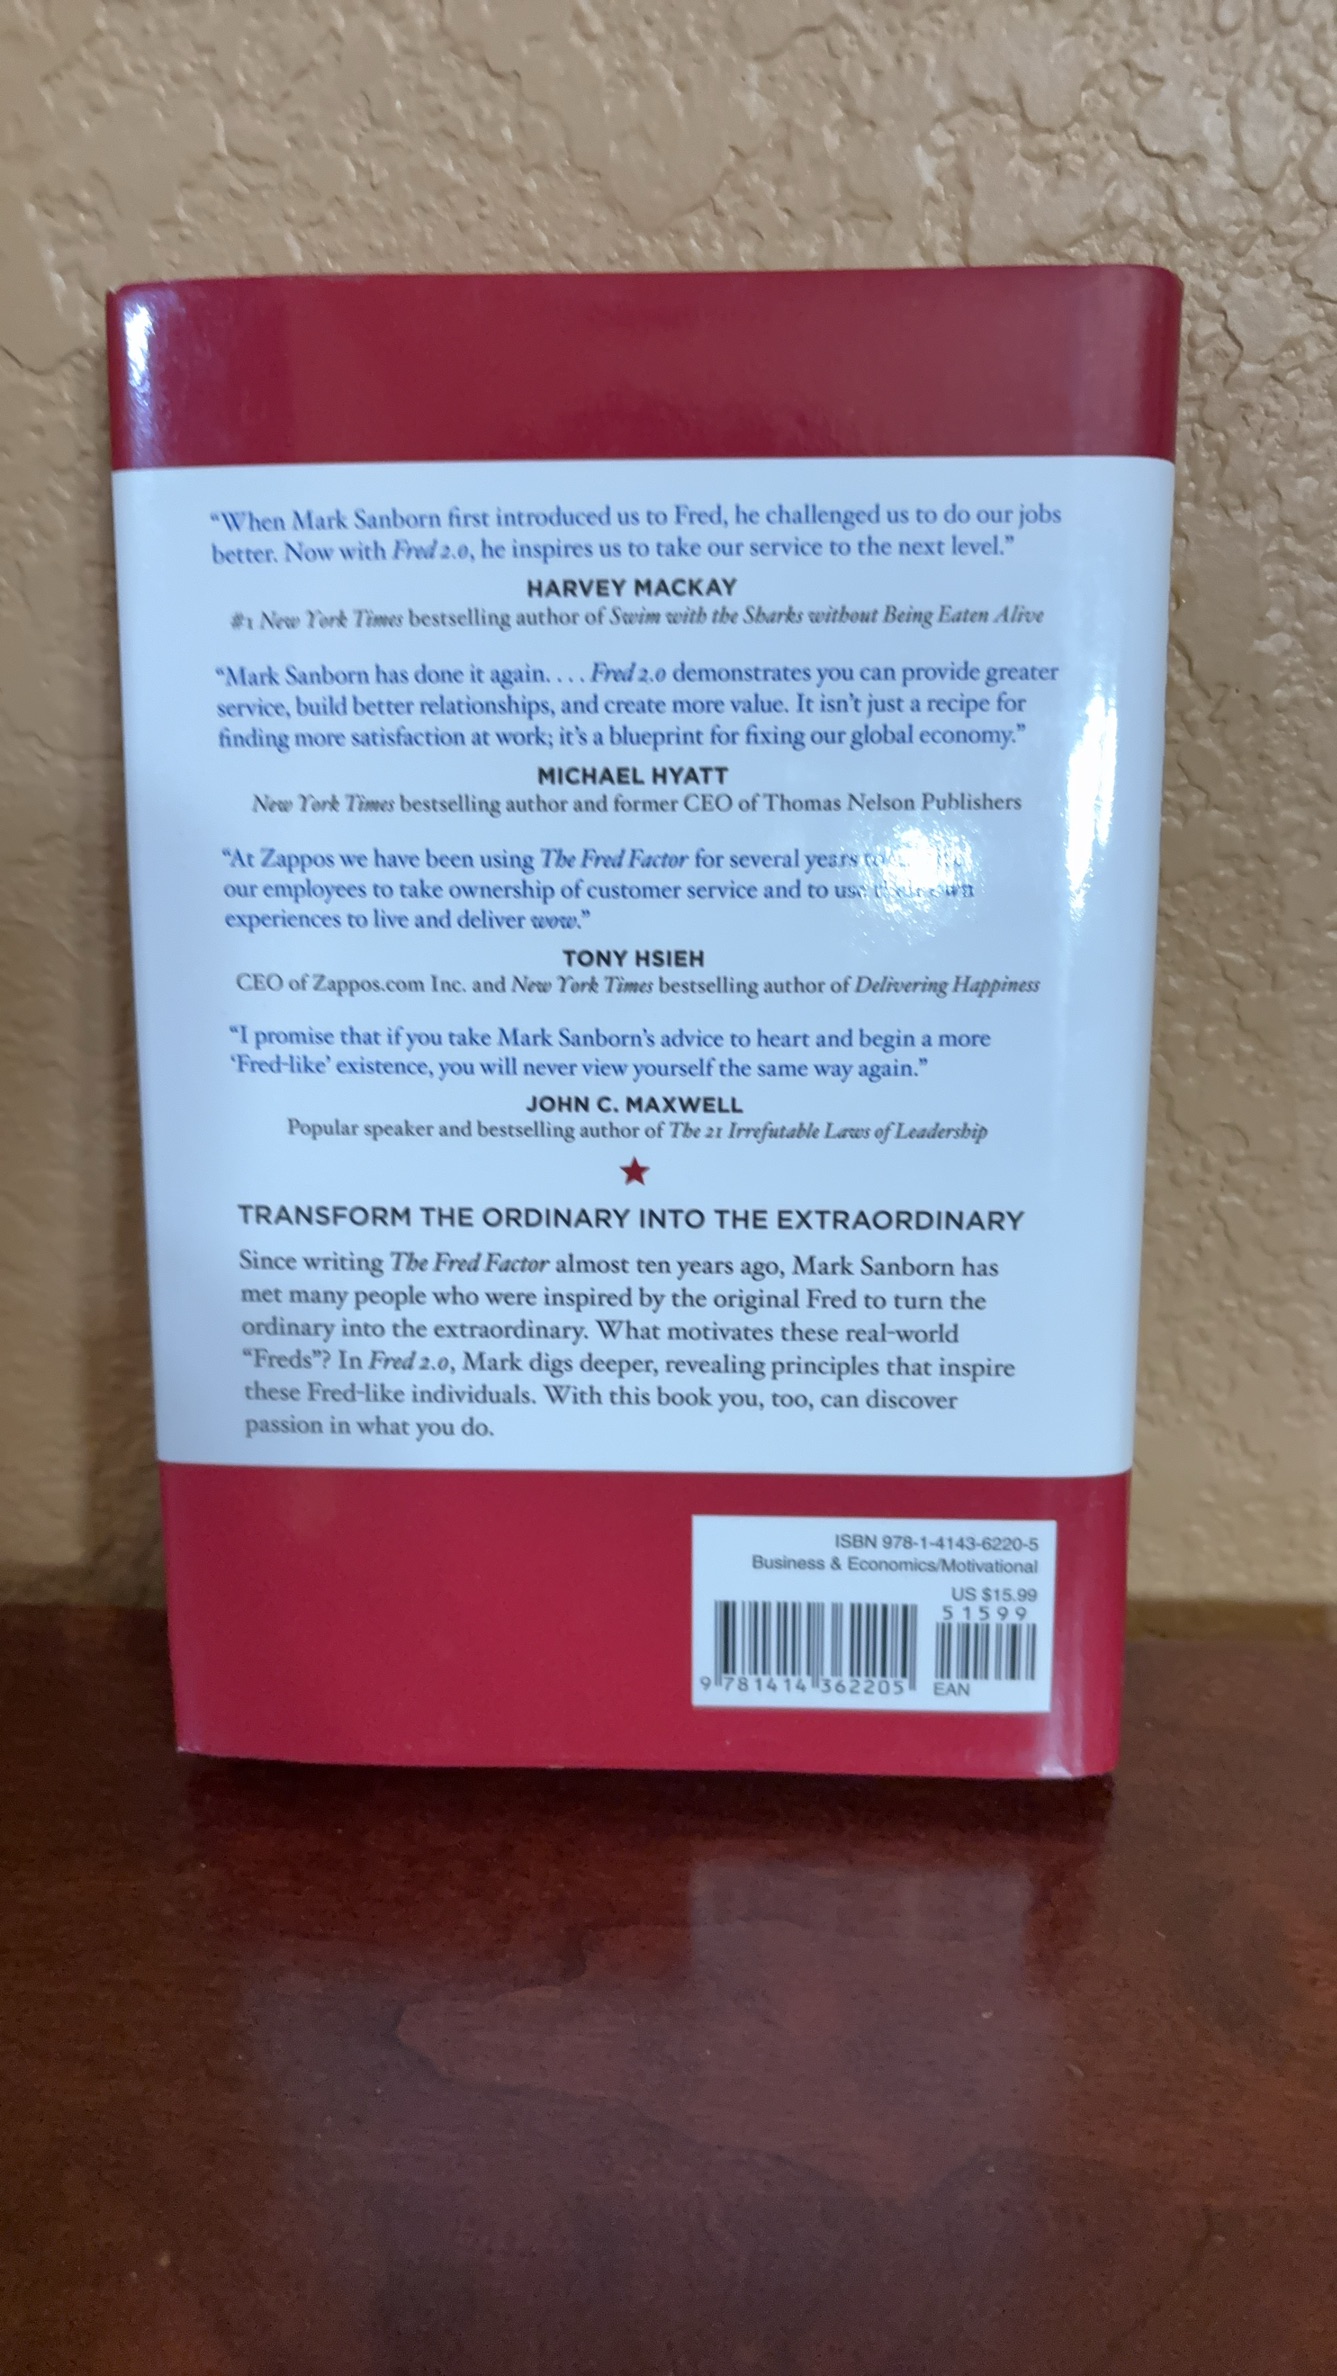 “When Mark Sanborn first introduced us to Fred, he challenged us to do our jobs
better. Now with Fred 2.0, he inspires us to take our service to the next level.”
HARVEY MACKAY
#1 New York Times bestselling author of Swim with the Sharks without Being Eaten Alive
“Mark Sanborn has done it again. . . . Fred 2.0 demonstrates you can provide greater
service, build better relationships, and create more value. It isn’t just a recipe for
finding more satisfaction at work; it’s a blueprint for fixing our global economy.”
MICHAEL HYATT
New York Times bestselling author and former CEO of Thomas Nelson Publishers
“At Zappos we have been using The Fred Factor for several years to
our employees to take ownership of customer service and to use their own
experiences to live and deliver wow.”
TONY HSIEH
CEO of Zappos.com Inc. and New York Times bestselling author of Delivering Happiness
“I promise that if you take Mark Sanborn’s advice to heart and begin a more
‘Fred-like’ existence, you will never view yourself the same way again.”
JOHN C. MAXWELL
Popular speaker and bestselling author of The 21 Irrefutable Laws of Leadership
TRANSFORM THE ORDINARY INTO THE EXTRAORDINARY
Since writing The Fred Factor almost ten years ago, Mark Sanborn has
met many people who were inspired by the original Fred to turn the
ordinary into the extraordinary. What motivates these real-world
“Freds”? In Fred 2.0, Mark digs deeper, revealing principles that inspire
these Fred-like individuals. With this book you, too, can discover
passion in what you do.
ISBN 978-1-4143-6220-5
Business & Economics/Motivational
US $15.99
5 1 5 9 9
9 781414 362205
EAN